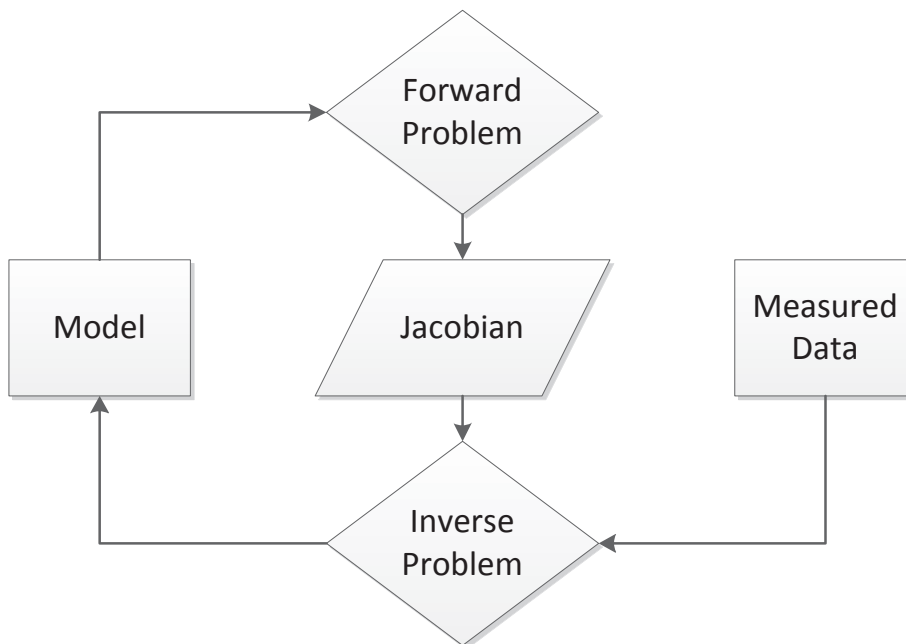 Forward
Problem
Model
Jacobian
Measured
Data
Inverse
Problem